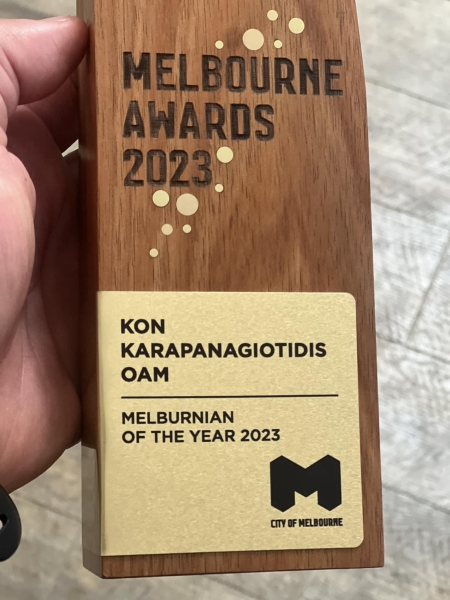 MELBOURNE
AWARDS
2023
KON
KARAPANAGIOTIDIS
OAM
MELBURNIAN
OF THE YEAR 2023
CITY OF MELBOURNE